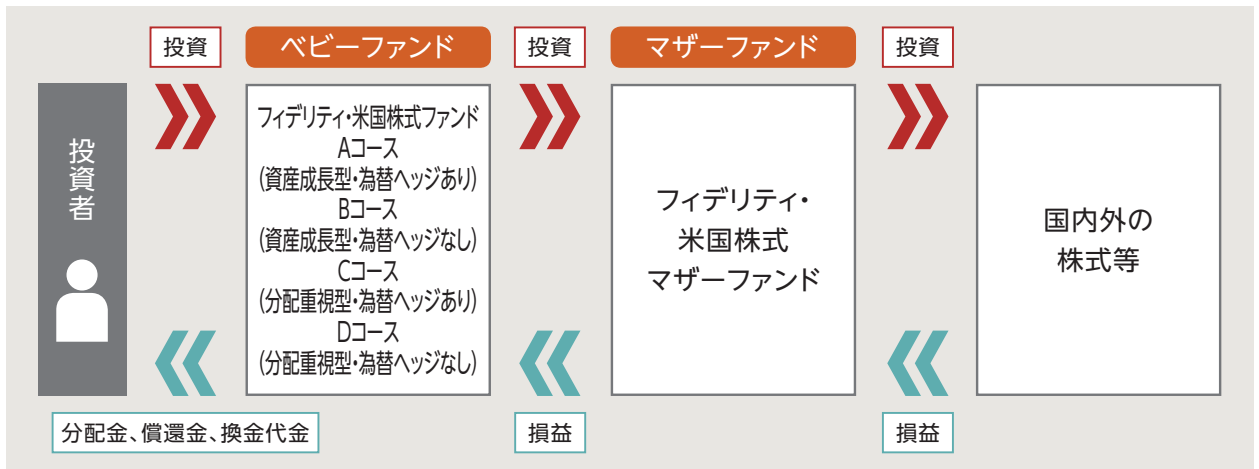 投資
ベビーファンド
投資
マザーファンド
投資
投資者
フィデリティ・米国株式ファンド
Aコース
(資産成長型・為替ヘッジあり)
Bコース
(資産成長型・為替ヘッジなし)
Cコース
(分配重視型・為替ヘッジあり)
Dコース
(分配重視型・為替ヘッジなし)
フィデリティ・
米国株式
マザーファンド
国内外の
株式等
分配金、償還金、換金代金
損益
損益